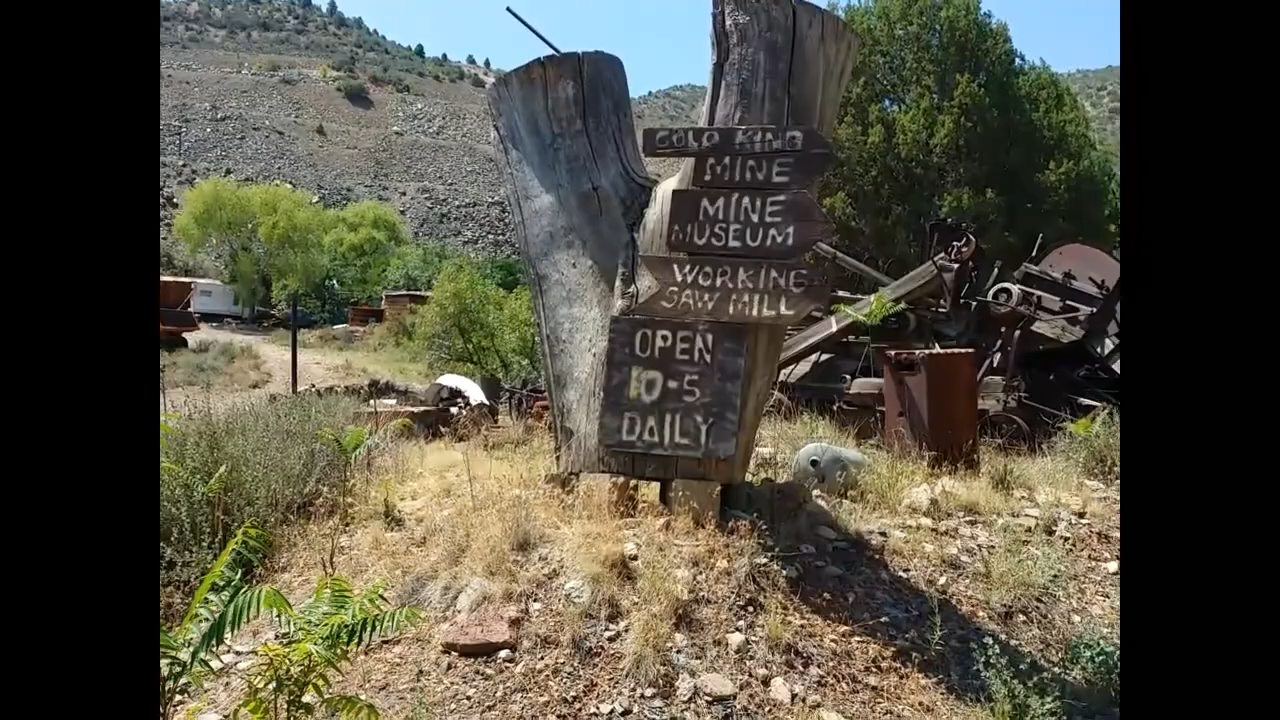 GOLD KING
MINE
MINE
MUSEUM
WORKING
SAW MILL
OPEN
10-5
DAILY